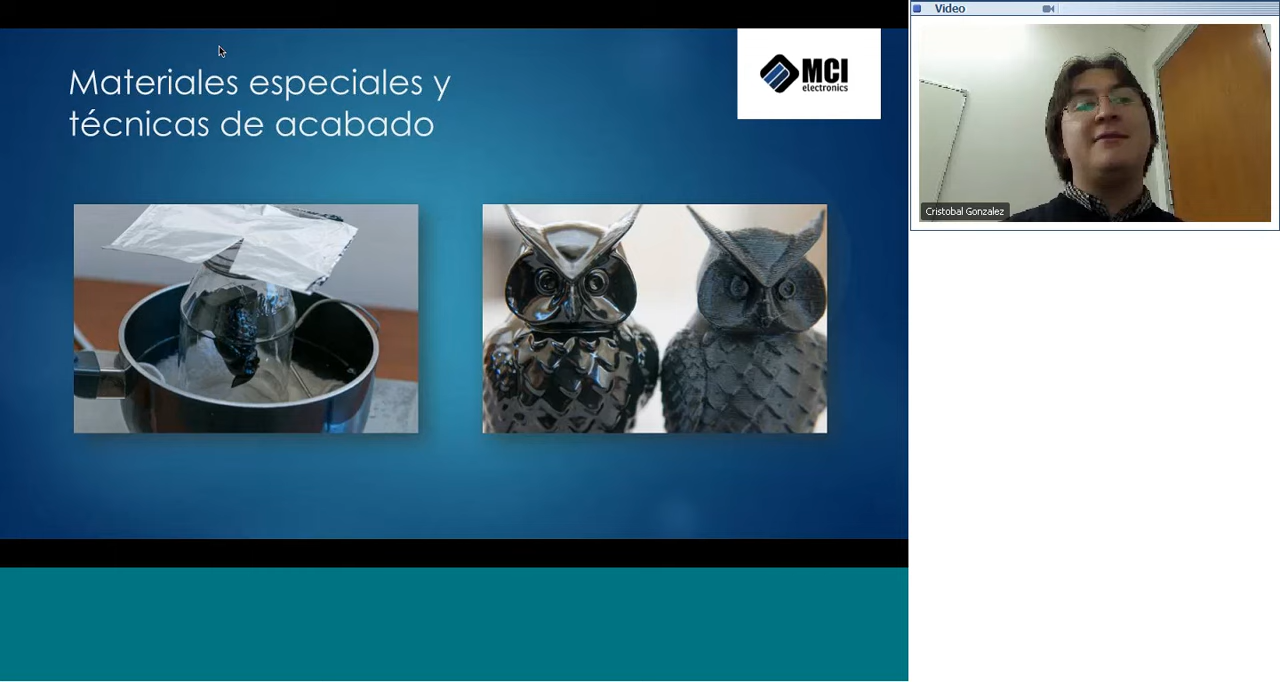 Materiales especiales y
técnicas de acabado
MCI
electronics
Video
Cristobal Gonzalez